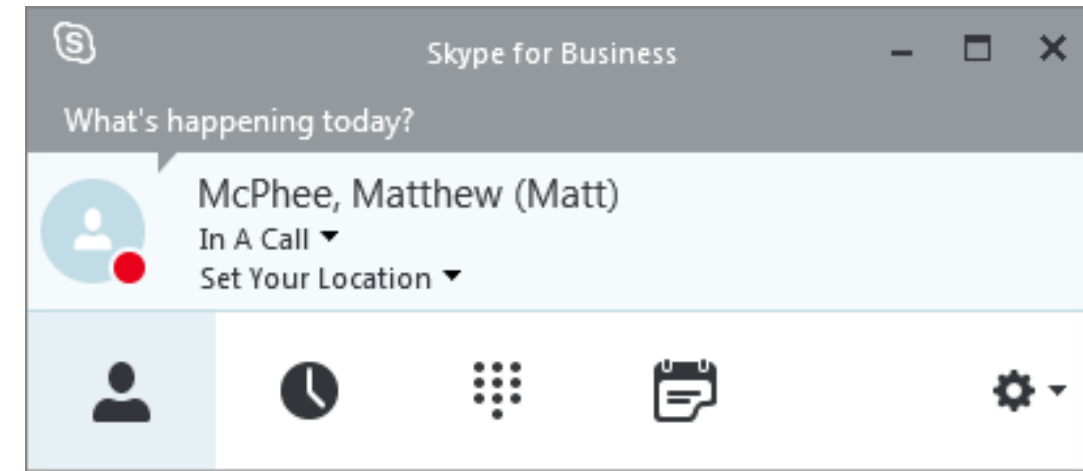 Skype for Business
What's happening today?
McPhee, Matthew (Matt)
In A Call
Set Your Location